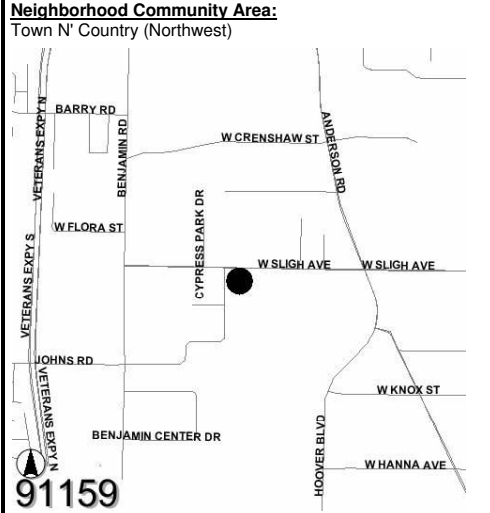 Neighborhood Community Area:
Town N' Country (Northwest)
BARRY RD
VETERANS EXPY N
BENJAMIN RD
W CRENSHAW ST
ANDERSON RD
W FLORA ST
CYPRESS PARK DR
VETERANS EXPY S
W SLIGH AVE
W SLIGH AVE
JOHNS RD
VETERANS EXPY N
W KNOX ST
BENJAMIN CENTER DR
HOOVER BLVD
W HANNA AVE
91159